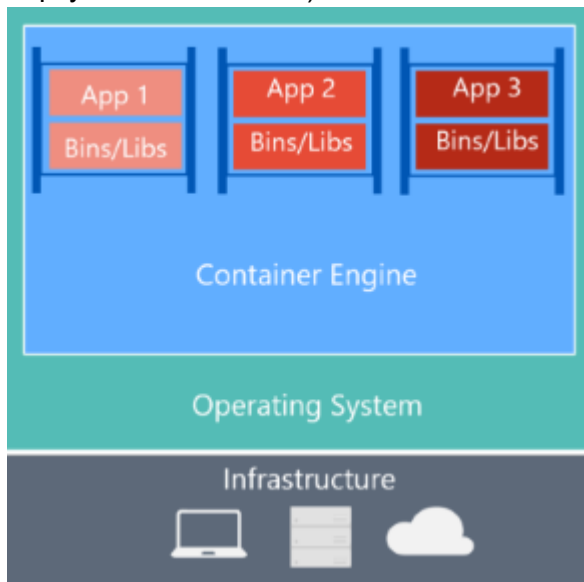 App 1
App 2
App 3
Bins/Libs
Bins/Libs
Bins/Libs
Container Engine
Operating System
Infrastructure